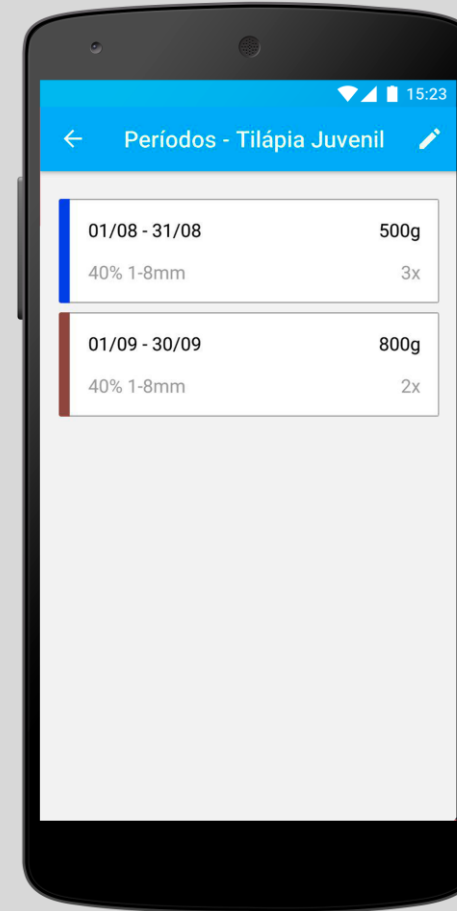 15:23
Períodos - Tilápia Juvenil
01/08 - 31/08 500g
40% 1-8mm 3x
01/09 - 30/09 800g
40% 1-8mm 2x